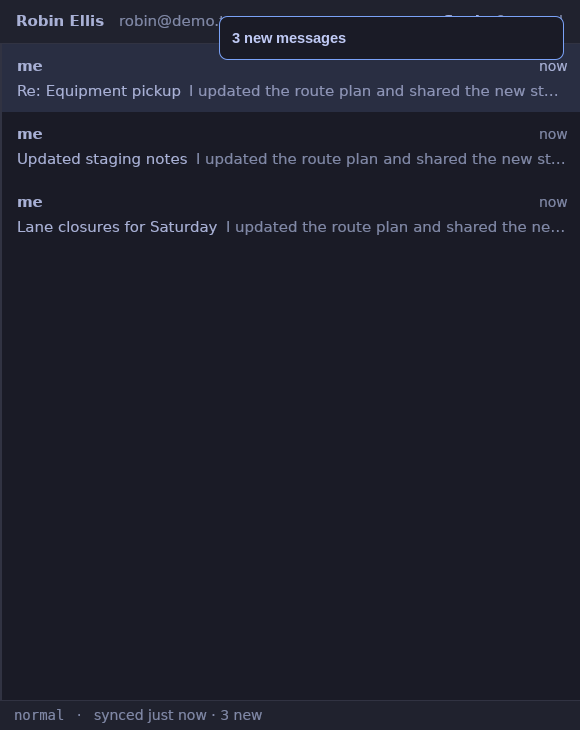 Robin Ellis robin@demo.
3 new messages
me now
Re: Equipment pickup I updated the route plan and shared the new st…
me now
Updated staging notes I updated the route plan and shared the new st…
me now
Lane closures for Saturday I updated the route plan and shared the ne…
normal · synced just now · 3 new